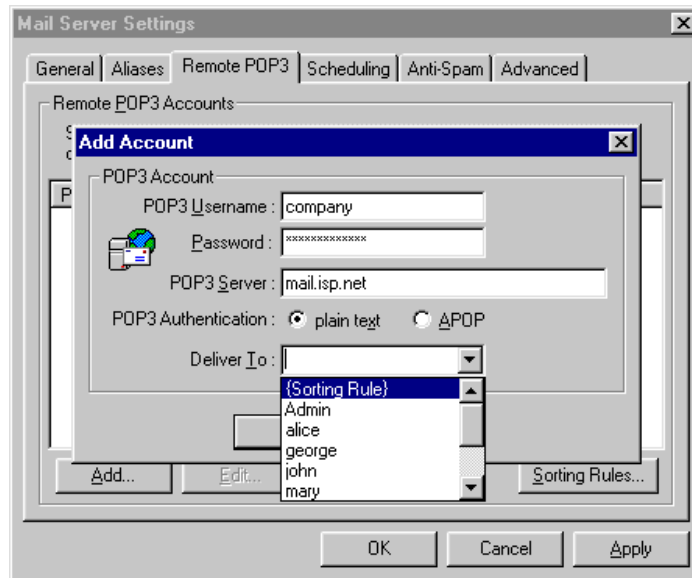 Mail Server Settings
General Aliases Remote POP3 Scheduling Anti-Spam Advanced
Remote POP3 Accounts
Add Account
P
POP3 Account
POP3 Username : company
Password : *************
POP3 Server : mail.isp.net
POP3 Authentication : plain text APOP
Deliver To :
{Sorting Rule}
Admin
alice
george
john
mary
Add... Edit... Sorting Rules...
OK Cancel Apply